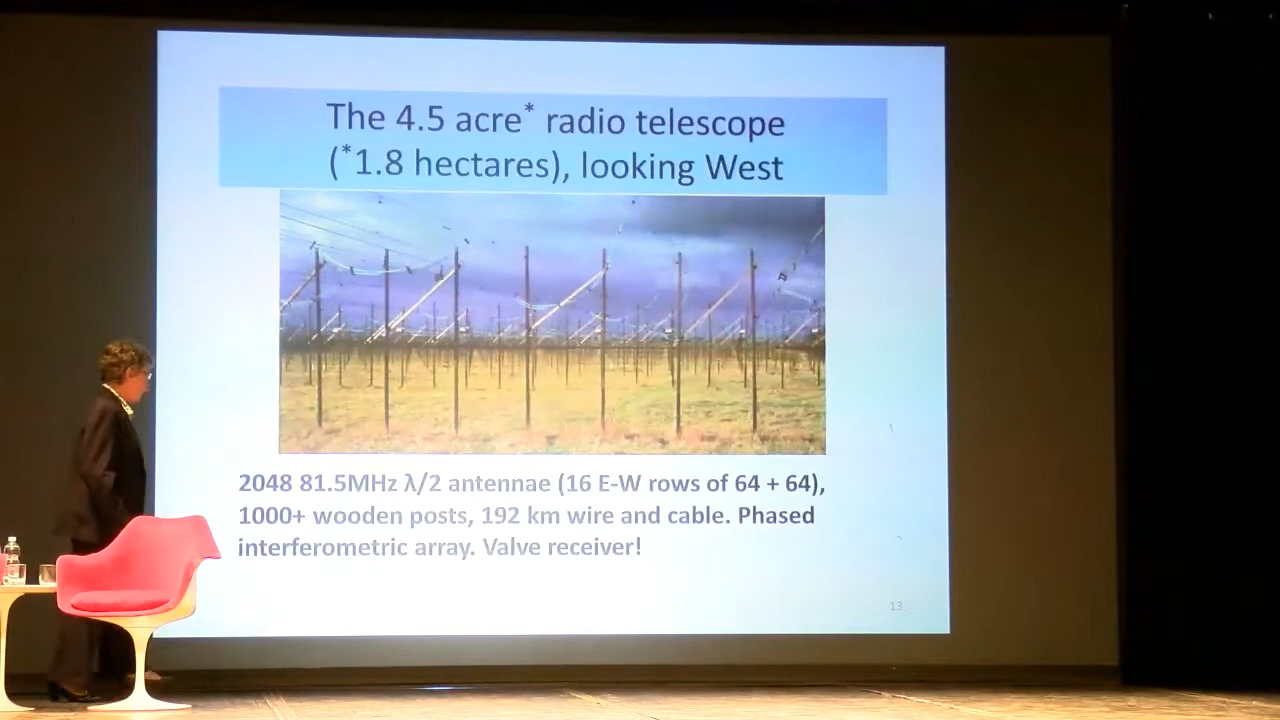 The 4.5 acre* radio telescope
(*1.8 hectares), looking West
2048 81.5MHz λ/2 antennae (16 E-W rows of 64 + 64),
1000+ wooden posts, 192 km wire and cable. Phased
interferometric array. Valve receiver!
13